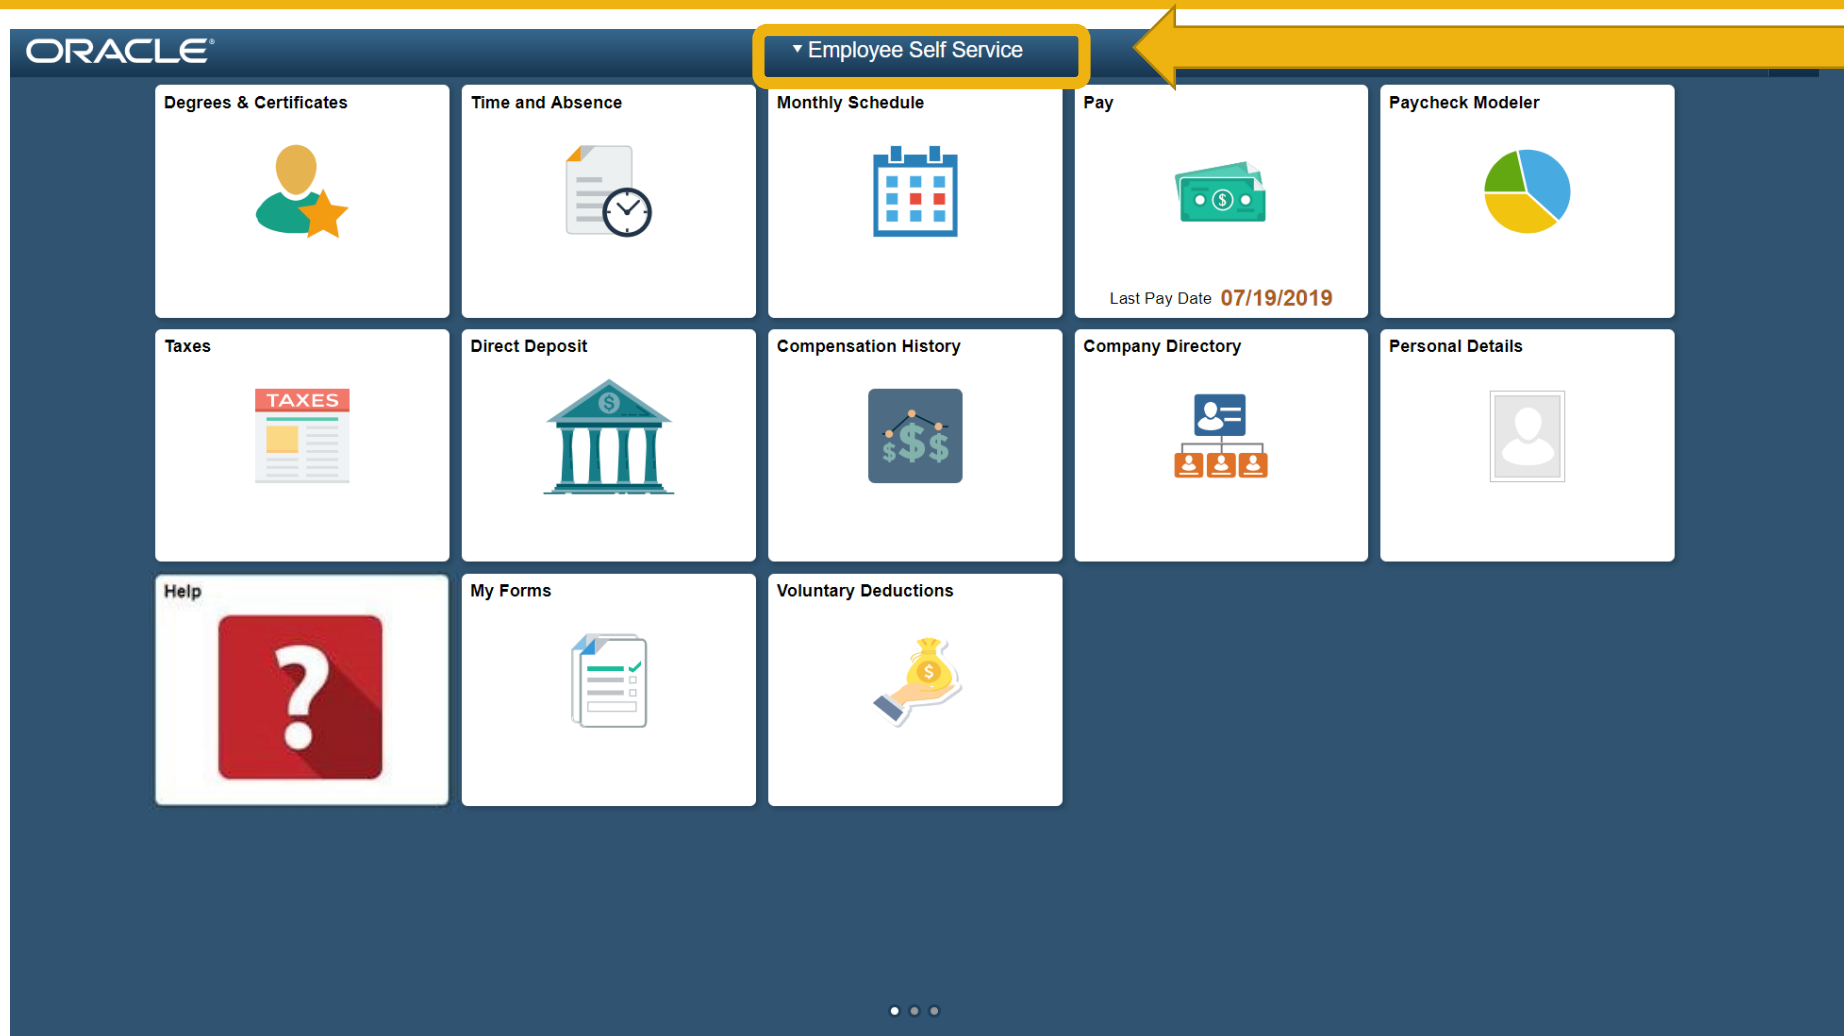 ORACLE
Employee Self Service
Degrees & Certificates
Time and Absence
Monthly Schedule
Pay
Last Pay Date 07/19/2019
Paycheck Modeler
Taxes
TAXES
Direct Deposit
Compensation History
Company Directory
Personal Details
Help
My Forms
Voluntary Deductions